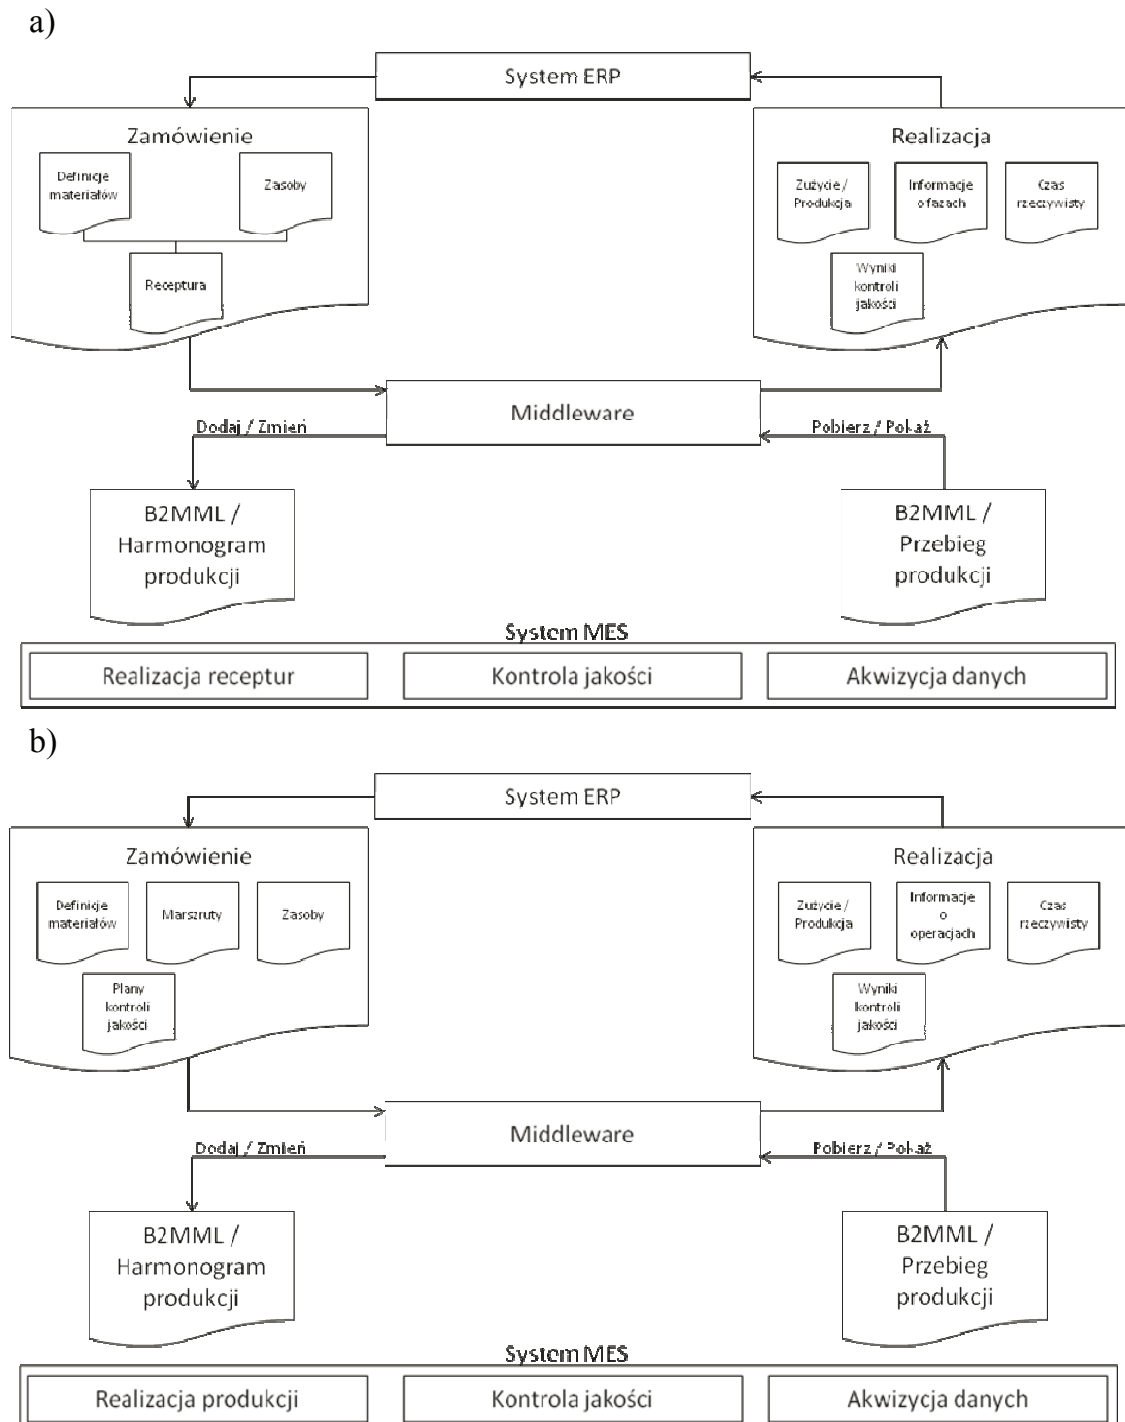 a)
System ERP
Zamówienie
Definicje
materiałów
Zasoby
Receptura
Realizacja
Zużycie /
Produkcja
Informacje
o fazach
Czas
rzeczywisty
Wyniki
kontroli
jakości
Middleware
Dodaj / Zmień
Pobierz / Pokaż
B2MML /
Harmonogram
produkcji
B2MML /
Przebieg
produkcji
System MES
Realizacja receptur
Kontrola jakości
Akwizycja danych
b)
System ERP
Zamówienie
Definicje
materiałów
Marszruty
Zasoby
Plany
kontroli
jakości
Realizacja
Zużycie /
Produkcja
Informacje
o
operacjach
Czas
rzeczywisty
Wyniki
kontroli
jakości
Middleware
Dodaj / Zmień
Pobierz / Pokaż
B2MML /
Harmonogram
produkcji
B2MML /
Przebieg
produkcji
System MES
Realizacja produkcji
Kontrola jakości
Akwizycja danych